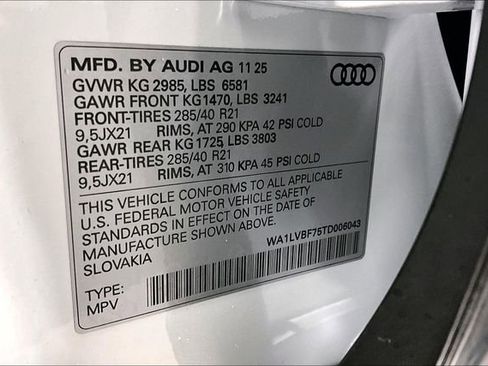 MFD. BY AUDI AG 11 25
GVWR KG 2985, LBS 6581
GAWR FRONT KG1470, LBS 3241
FRONT-TIRES 285/40 R21
9,5JX21 RIMS, AT 290 KPA 42 PSI COLD
GAWR REAR KG 1725, LBS 3803
REAR-TIRES 285/40 R21
9,5JX21 RIMS, AT 310 KPA 45 PSI COLD
THIS VEHICLE CONFORMS TO ALL APPLICABLE
U.S. FEDERAL MOTOR VEHICLE SAFETY
STANDARDS IN EFFECT ON THE DATE OF
MANUFACTURE SHOWN ABOVE.
SLOVAKIA
WA1LVBF75TD006043
TYPE:
MPV